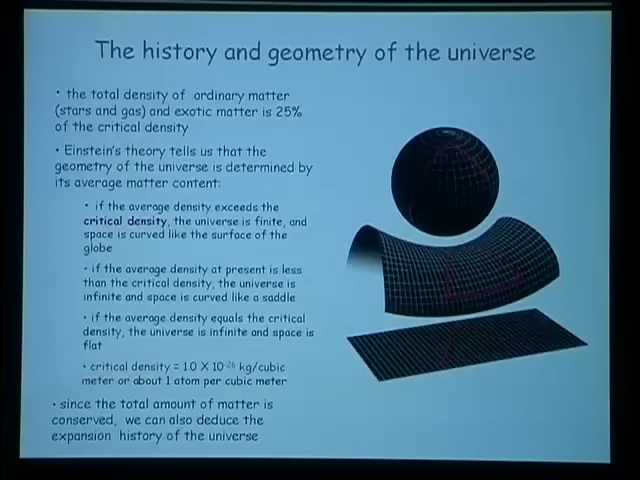 The history and geometry of the universe
• the total density of ordinary matter
(stars and gas) and exotic matter is 25%
of the critical density
• Einstein's theory tells us that the
geometry of the universe is determined by
its average matter content:
• if the average density exceeds the
critical density, the universe is finite, and
space is curved like the surface of the
globe
• if the average density at present is less
than the critical density, the universe is
infinite and space is curved like a saddle
• if the average density equals the critical
density, the universe is infinite and space is
flat
• critical density = 10 X 10⁻²⁶ kg/cubic
meter or about 1 atom per cubic meter
• since the total amount of matter is
conserved, we can also deduce the
expansion history of the universe